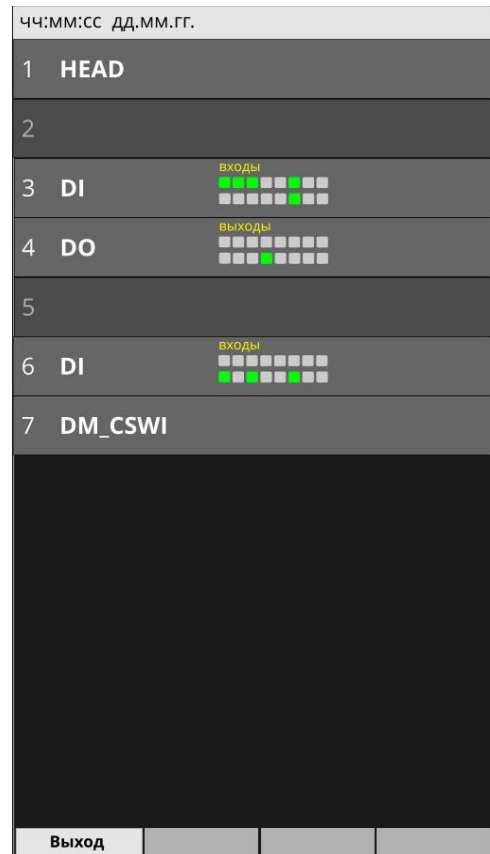 чч:мм:сс дд.мм.гг.
1 HEAD
2
входы
3 DI
выходы
4 DO
5
входы
6 DI
7 DM_CSWI
Выход